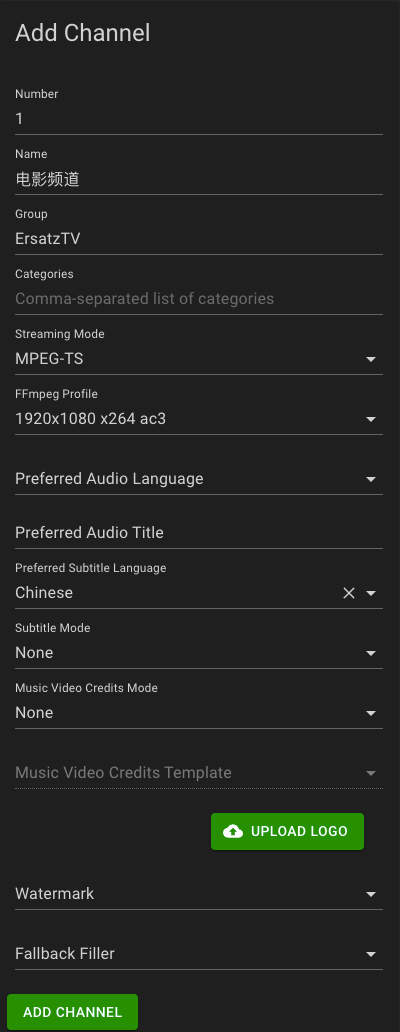 Add Channel
Number
1
Name
电影频道
Group
ErsatzTV
Categories
Comma-separated list of categories
Streaming Mode
MPEG-TS
FFmpeg Profile
1920x1080 x264 ac3
Preferred Audio Language
Preferred Audio Title
Preferred Subtitle Language
Chinese
Subtitle Mode
None
Music Video Credits Mode
None
Music Video Credits Template
UPLOAD LOGO
Watermark
Fallback Filler
ADD CHANNEL